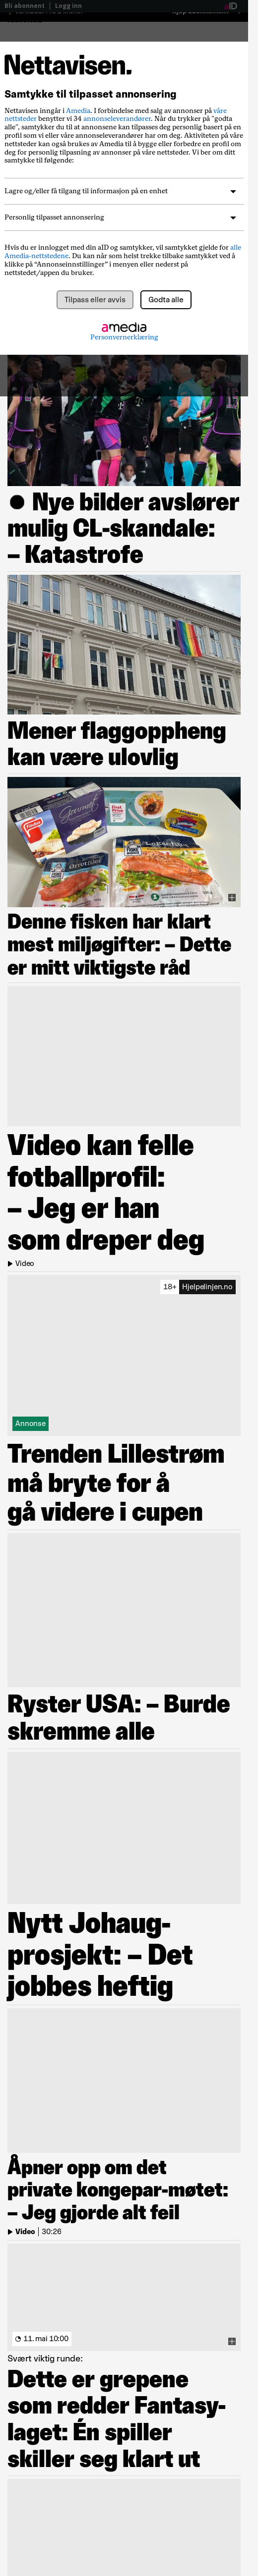 Bli abonnent | Logg inn
aID
Nettavisen.
Samtykke til tilpasset annonsering
Nettavisen inngår i Amedia. I forbindelse med salg av annonser på våre
nettsteder benytter vi 34 annonseleverandører. Når du trykker på "godta
alle", samtykker du til at annonsene kan tilpasses deg personlig basert på en
profil som vi eller våre annonseleverandører har om deg. Aktiviteten på våre
nettsteder kan også brukes av Amedia til å bygge eller forbedre en profil om
deg for personlig tilpasning av annonser på våre nettsteder. Vi ber om ditt
samtykke til følgende:
Lagre og/eller få tilgang til informasjon på en enhet
Personlig tilpasset annonsering
Hvis du er innlogget med din aID og samtykker, vil samtykket gjelde for alle
Amedia-nettstedene. Du kan når som helst trekke tilbake samtykket ved å
klikke på “Annonseinnstillinger” i menyen eller nederst på
nettstedet/appen du bruker.
Tilpass eller avvis
Godta alle
amedia
Personvernerklæring
Nye bilder avslører
mulig CL-skandale:
– Katastrofe
Mener flaggoppheng
kan være ulovlig
Denne fisken har klart
mest miljøgifter: – Dette
er mitt viktigste råd
Video kan felle
fotballprofil:
– Jeg er han
som dreper deg
Video
18+ Hjelpelinjen.no
Annonse
Trenden Lillestrøm
må bryte for å
gå videre i cupen
Ryster USA: – Burde
skremme alle
Nytt Johaug-
prosjekt: – Det
jobbes heftig
Åpner opp om det
private kongepar-møtet:
– Jeg gjorde alt feil
Video | 30:26
11. mai 10:00
Svært viktig runde:
Dette er grepene
som redder Fantasy-
laget: Én spiller
skiller seg klart ut